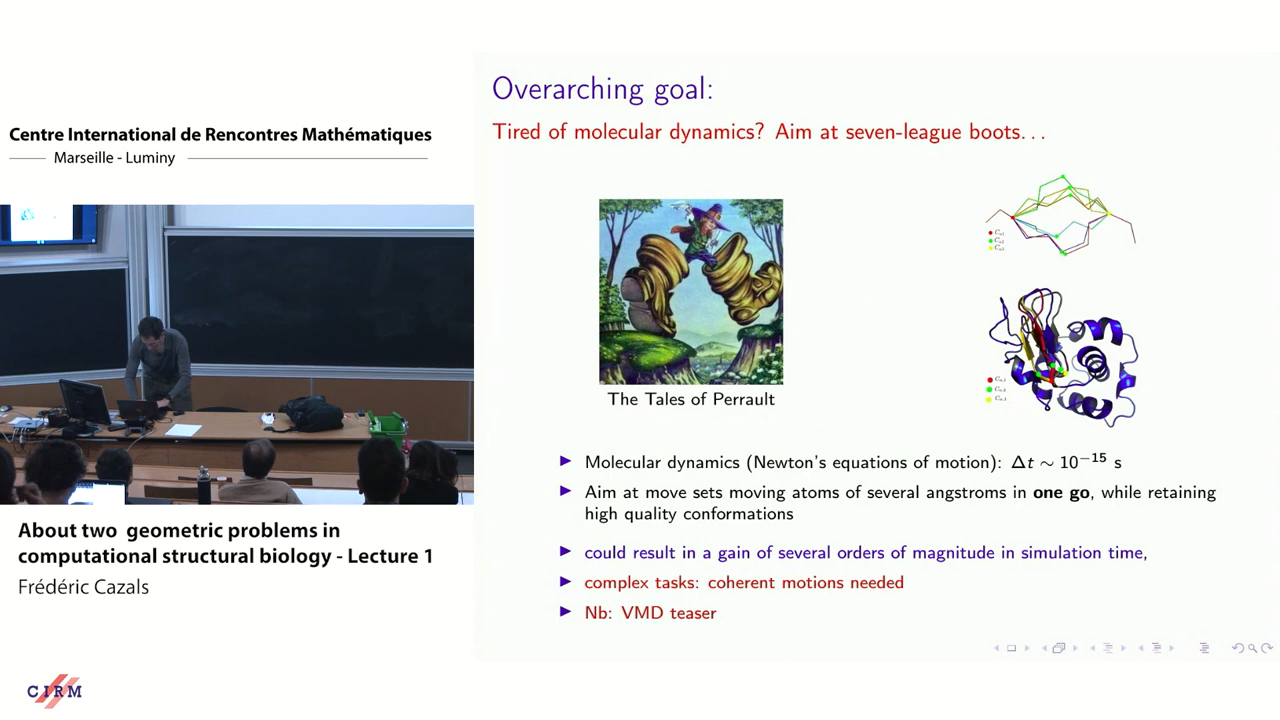 Centre International de Rencontres Mathématiques
Marseille - Luminy
About two geometric problems in
computational structural biology - Lecture 1
Frédéric Cazals
CIRM
Overarching goal:
Tired of molecular dynamics? Aim at seven-league boots...
The Tales of Perrault
Molecular dynamics (Newton's equations of motion): Δt ∼ 10⁻¹⁵ s
Aim at move sets moving atoms of several angstroms in one go, while retaining
high quality conformations
could result in a gain of several orders of magnitude in simulation time,
complex tasks: coherent motions needed
Nb: VMD teaser